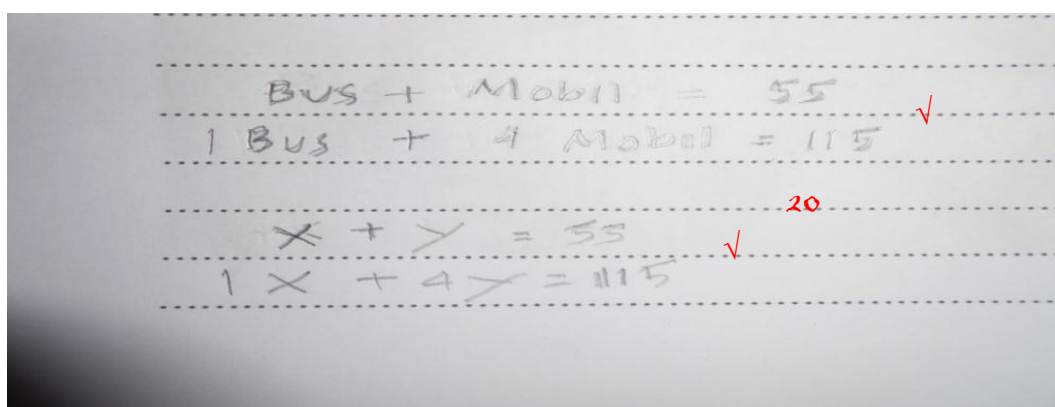 Bus + Mobil = 55 √
1 Bus + 4 Mobil = 115
20
x + y = 55 √
1 x + 4 y = 115